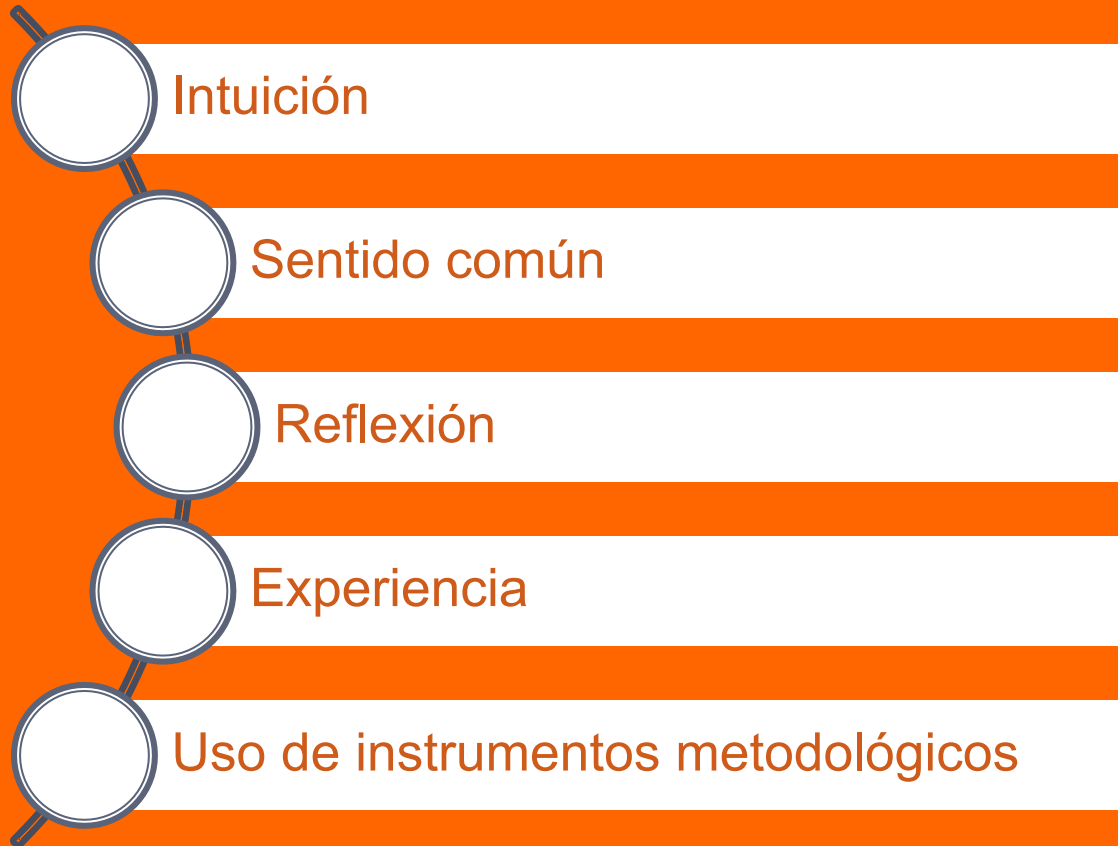 Intuición
Sentido común
Reflexión
Experiencia
Uso de instrumentos metodológicos